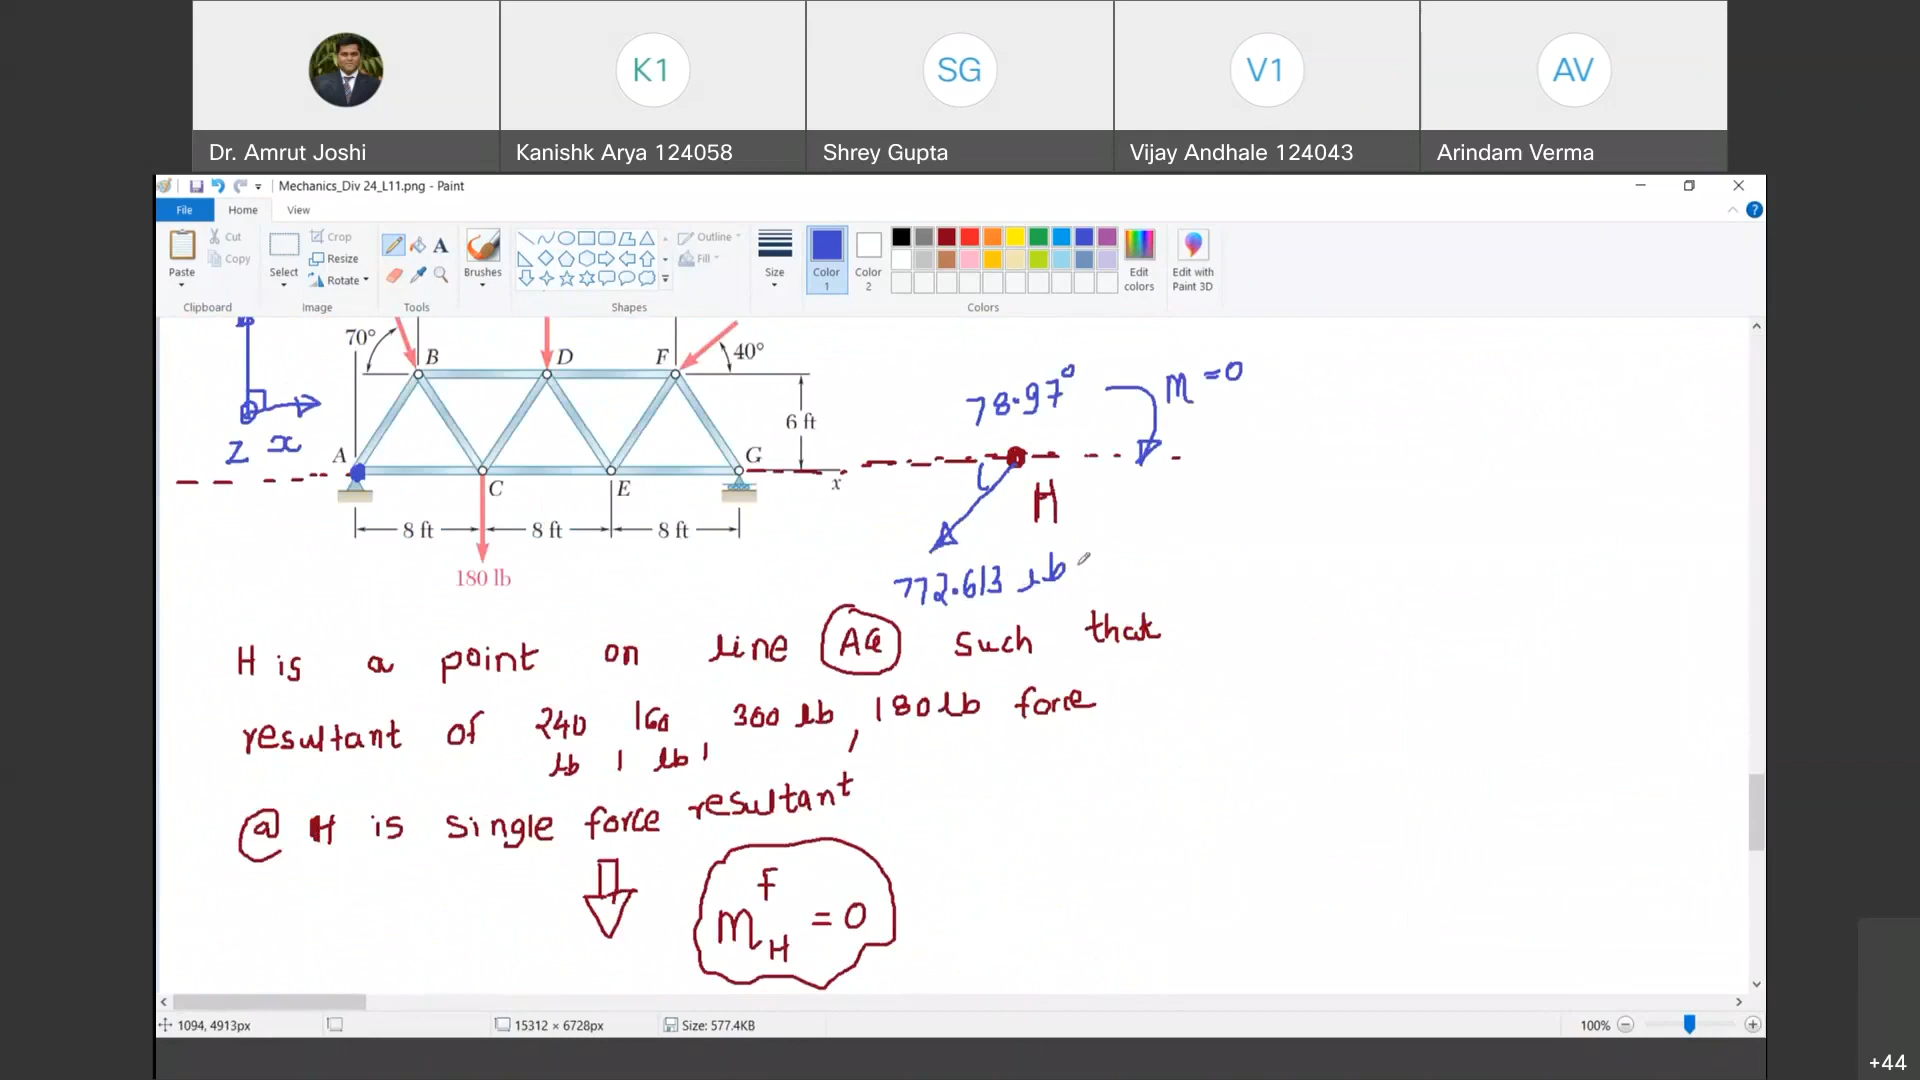 K1
SG
V1
AV
Dr. Amrut Joshi
Kanishk Arya 124058
Shrey Gupta
Vijay Andhale 124043
Arindam Verma
Mechanics_Div 24_L11.png - Paint
File
Home
View
?
Paste
Cut
Copy
Clipboard
Select
Crop
Resize
Rotate
Image
A
Tools
Brushes
Outline
Fill
Shapes
Size
Color 1
Color 2
Edit colors
Colors
Edit with Paint 3D
70°
B
D
F
40°
78.97°
M =0
6 ft
z x
A
G
C
E
x
H
8 ft
8 ft
8 ft
180 lb
772.613 lb
H is a point on line AG such that
resultant of 240 160 360 lb , 180lb force
lb , lb ,
@ H is single force resultant
F
M = 0
H
1094, 4913px
15312 × 6728px
Size: 577.4KB
100%
+44